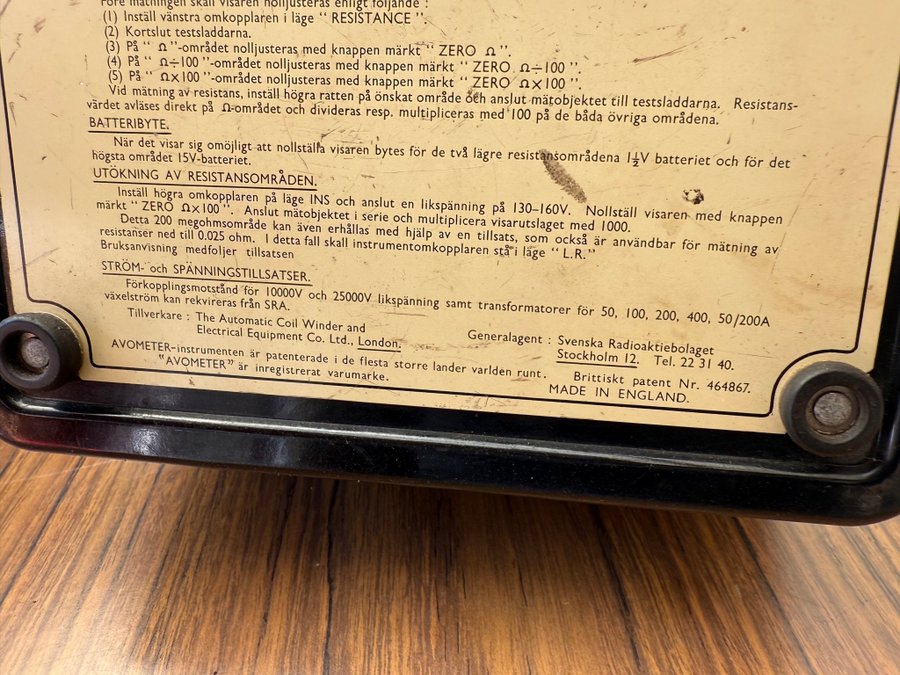 Före mätningen skall visaren nolljusteras enligt följande :
(1) Inställ vänstra omkopplaren i läge “ RESISTANCE ”.
(2) Kortslut testsladdarna.
(3) På “ Ω ”-området nolljusteras med knappen märkt “ ZERO Ω ”.
(4) På “ Ω÷100 ”-området nolljusteras med knappen märkt “ ZERO Ω÷100 ”.
(5) På “ Ω×100 ”-området nolljusteras med knappen märkt “ ZERO Ω×100 ”.
Vid mätning av resistans, inställ högra ratten på önskat område och anslut mätobjektet till testsladdarna. Resistans-
värdet avläses direkt på Ω-området och divideras resp. multipliceras med 100 på de båda övriga områdena.
BATTERIBYTE.
När det visar sig omöjligt att nollställa visaren bytes för de två lägre resistansområdena 1½V batteriet och för det
högsta området 15V-batteriet.
UTÖKNING AV RESISTANSOMRÅDEN.
Inställ högra omkopplaren på läge INS och anslut en likspänning på 130–160V. Nollställ visaren med knappen
märkt “ ZERO Ω×100 ”. Anslut mätobjektet i serie och multiplicera visarutslaget med 1000.
Detta 200 megohmsområde kan även erhållas med hjälp av en tillsats, som också är användbar för mätning av
resistanser ned till 0.025 ohm. I detta fall skall instrumentomkopplaren stå i läge “ L.R.”
Bruksanvisning medfoljer tillsatsen
STRÖM- och SPÄNNINGSTILLSATSER.
Förkopplingsmotstånd för 10000V och 25000V likspänning samt transformatorer för 50, 100, 200, 400, 50/200A
växelström kan rekvireras från SRA.
Tillverkare : The Automatic Coil Winder and
Electrical Equipment Co. Ltd., London.
Generalagent : Svenska Radioaktiebolaget
Stockholm 12. Tel. 22 31 40.
AVOMETER-instrumenten är patenterade i de flesta större lander varlden runt. Brittiskt patent Nr. 464867.
“AVOMETER” är inregistrerat varumarke.
MADE IN ENGLAND.